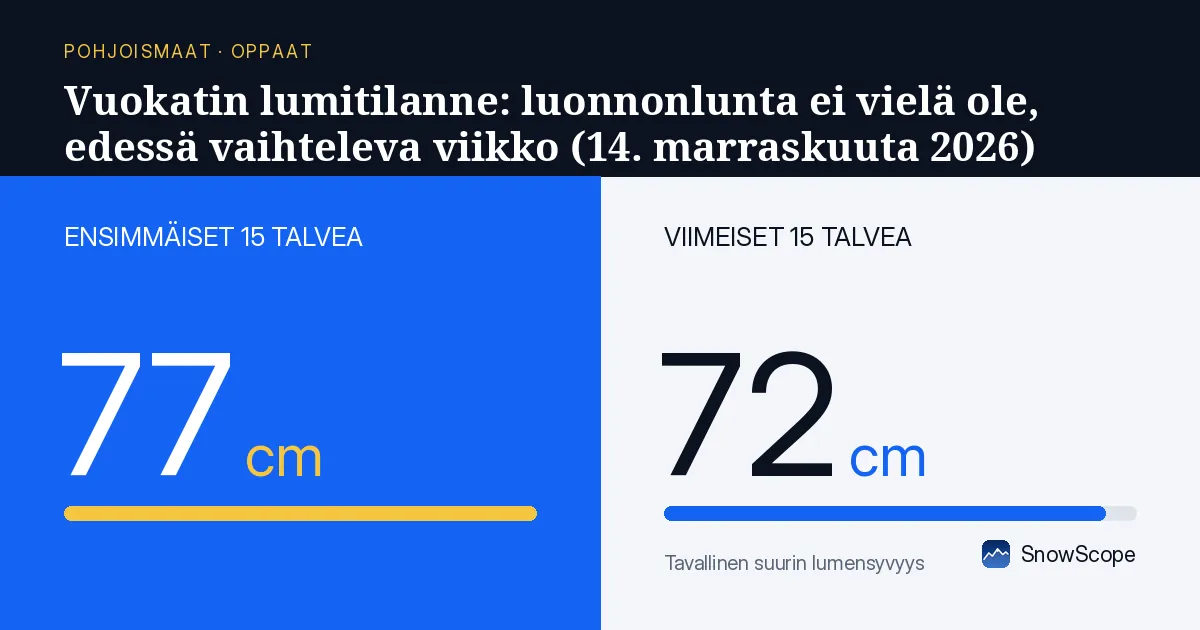 POHJOISMAAT · OPPAAT
Vuokatin lumitilanne: luonnonlunta ei vielä ole,
edessä vaihteleva viikko (14. marraskuuta 2026)
ENSIMMÄISET 15 TALVEA
77 cm
VIIMEISET 15 TALVEA
72 cm
Tavallinen suurin lumensyvyys
SnowScope